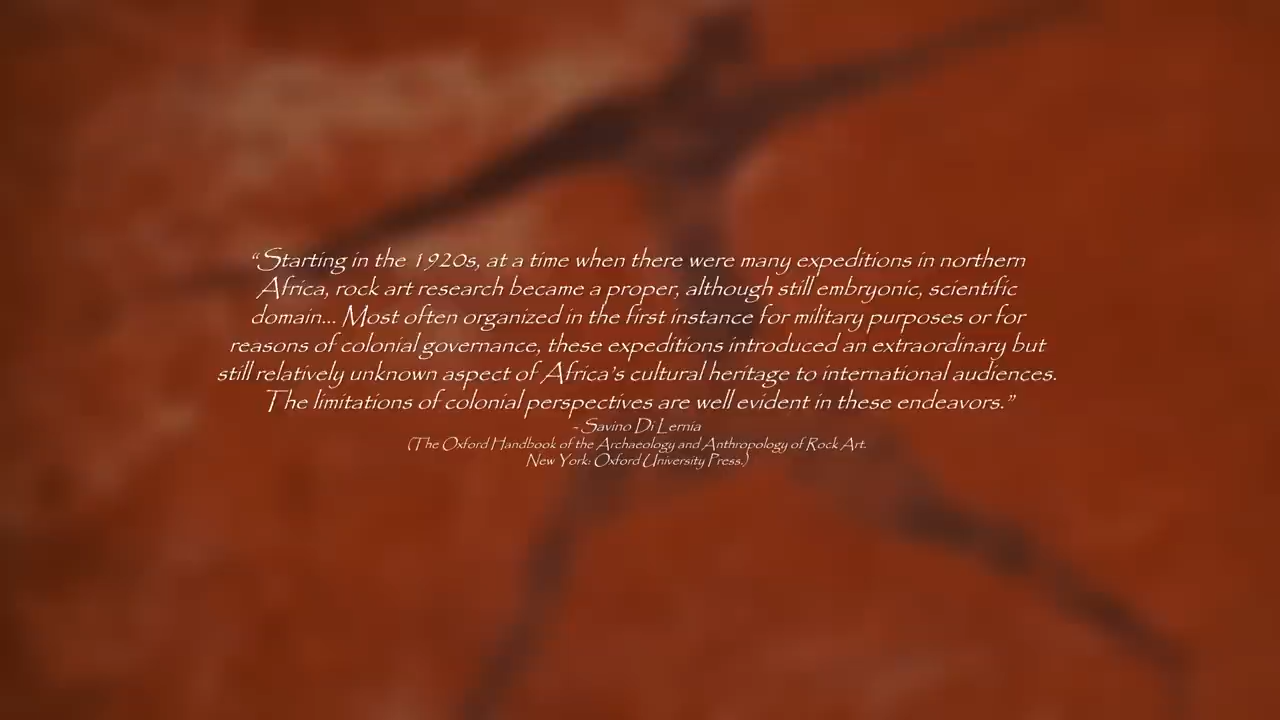 “Starting in the 1920s, at a time when there were many expeditions in northern
Africa, rock art research became a proper, although still embryonic, scientific
domain... Most often organized in the first instance for military purposes or for
reasons of colonial governance, these expeditions introduced an extraordinary but
still relatively unknown aspect of Africa’s cultural heritage to international audiences.
The limitations of colonial perspectives are well evident in these endeavors.”
- Savino Di Lernia
(The Oxford Handbook of the Archaeology and Anthropology of Rock Art.
New York: Oxford University Press.)